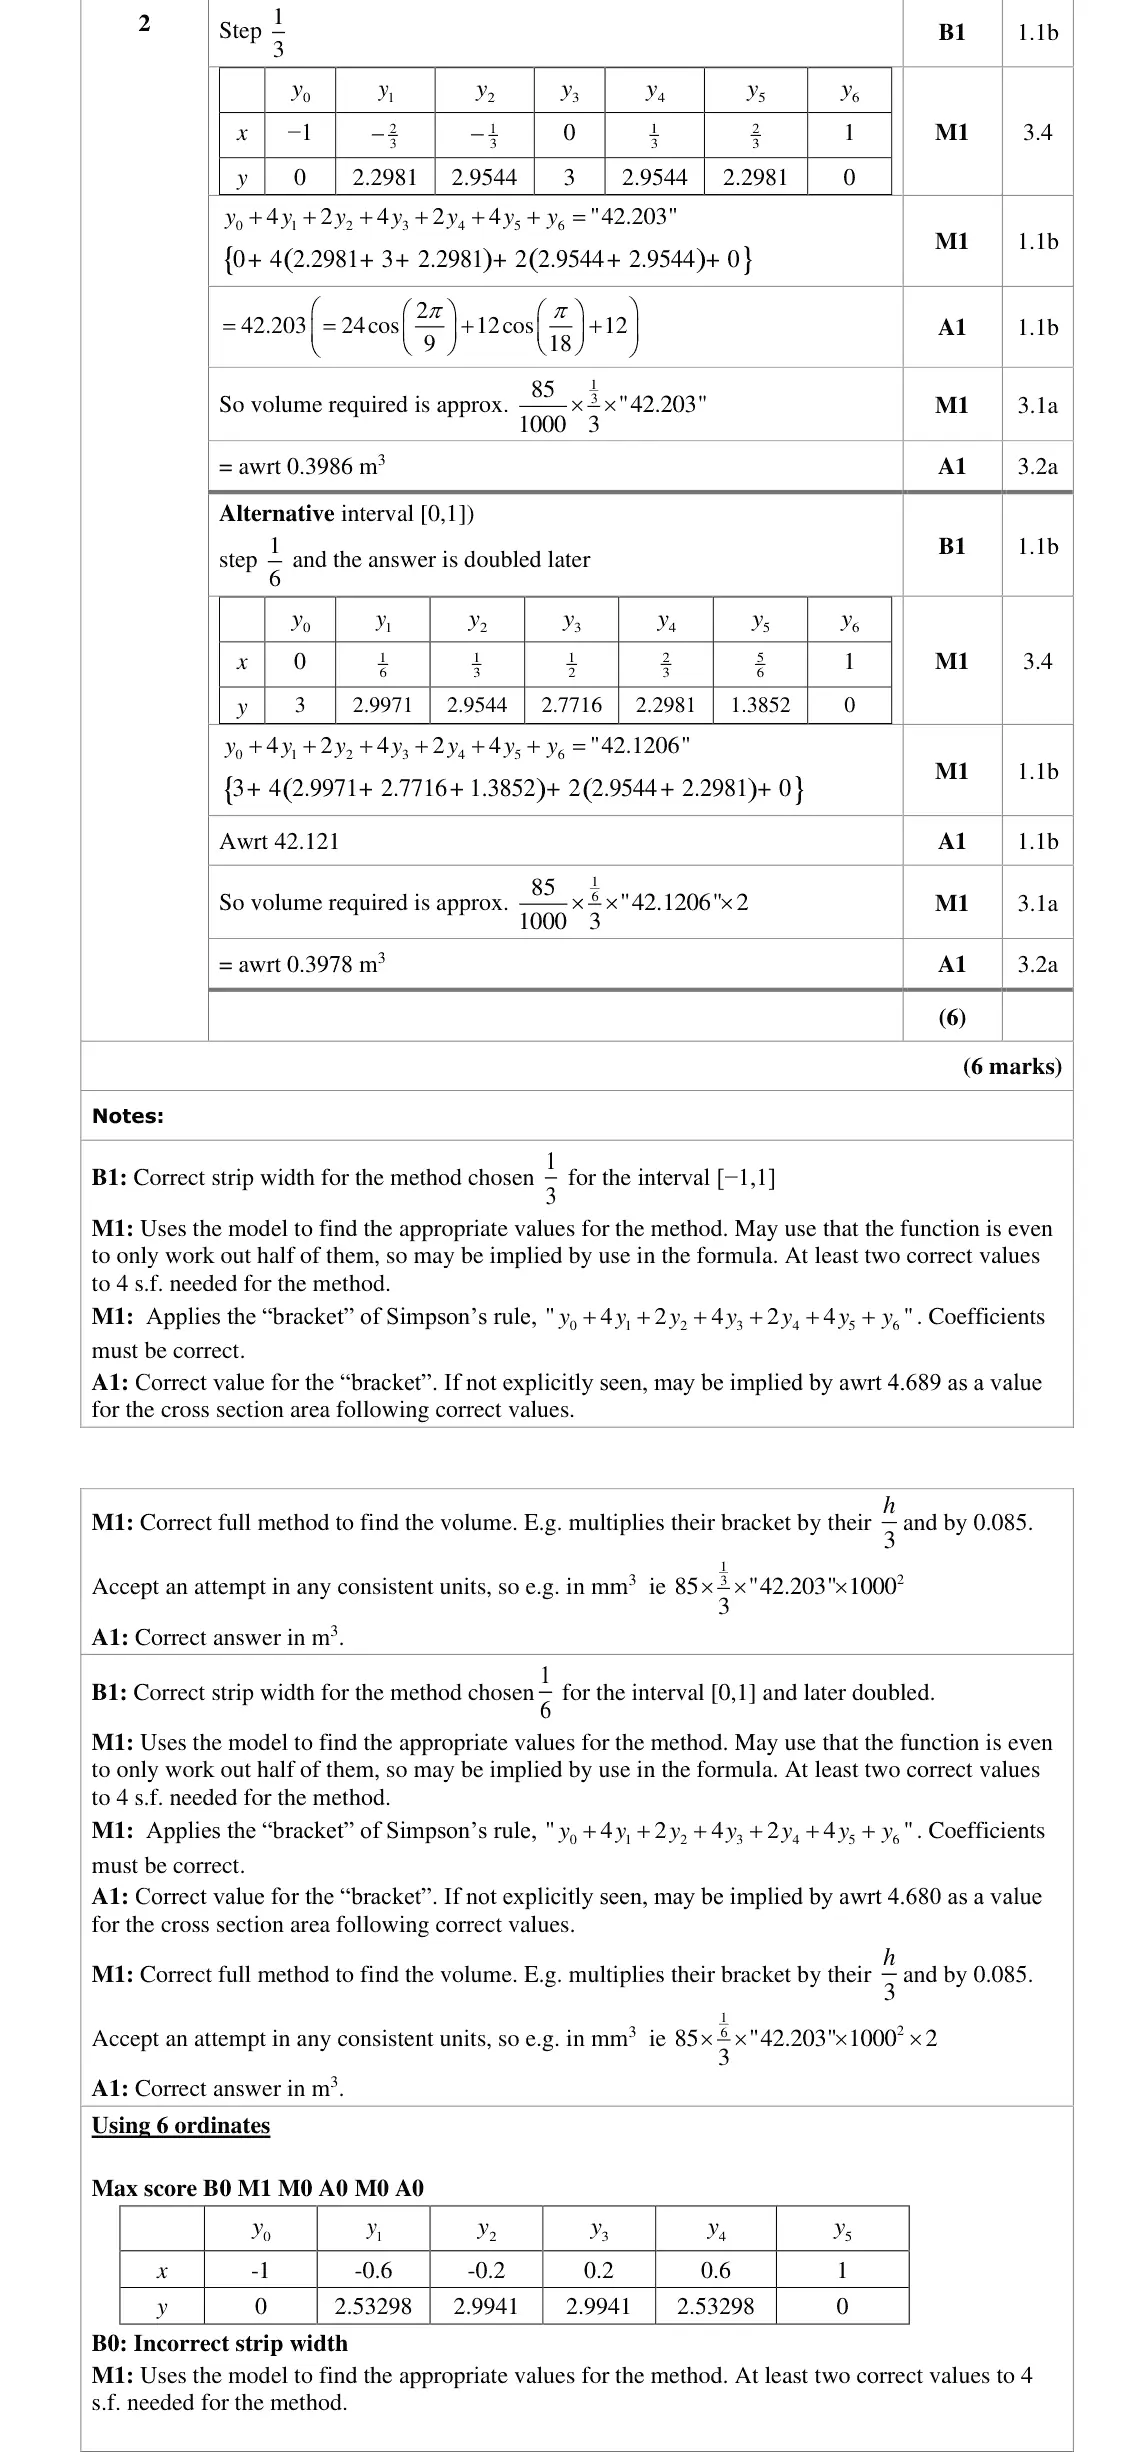 2 Step 1/3 B1 1.1b
y₀ y₁ y₂ y₃ y₄ y₅ y₆
x −1 −2/3 −1/3 0 1/3 2/3 1 M1 3.4
y 0 2.2981 2.9544 3 2.9544 2.2981 0
y₀ + 4y₁ + 2y₂ + 4y₃ + 2y₄ + 4y₅ + y₆ = "42.203"
{0+ 4(2.2981+ 3+ 2.2981)+ 2(2.9544+ 2.9544)+ 0} M1 1.1b
= 42.203 (= 24cos(2π/9) + 12cos(π/18) + 12) A1 1.1b
So volume required is approx. 85/1000 × (1/3)/3 × "42.203" M1 3.1a
= awrt 0.3986 m³ A1 3.2a
Alternative interval [0,1])
step 1/6 and the answer is doubled later B1 1.1b
y₀ y₁ y₂ y₃ y₄ y₅ y₆
x 0 1/6 1/3 1/2 2/3 5/6 1 M1 3.4
y 3 2.9971 2.9544 2.7716 2.2981 1.3852 0
y₀ + 4y₁ + 2y₂ + 4y₃ + 2y₄ + 4y₅ + y₆ = "42.1206"
{3+ 4(2.9971+ 2.7716+ 1.3852)+ 2(2.9544+ 2.2981)+ 0} M1 1.1b
Awrt 42.121 A1 1.1b
So volume required is approx. 85/1000 × (1/6)/3 × "42.1206"× 2 M1 3.1a
= awrt 0.3978 m³ A1 3.2a
(6)
(6 marks)
Notes:
B1: Correct strip width for the method chosen 1/3 for the interval [−1,1]
M1: Uses the model to find the appropriate values for the method. May use that the function is even
to only work out half of them, so may be implied by use in the formula. At least two correct values
to 4 s.f. needed for the method.
M1: Applies the “bracket” of Simpson’s rule, " y₀ + 4y₁ + 2y₂ + 4y₃ + 2y₄ + 4y₅ + y₆ ". Coefficients
must be correct.
A1: Correct value for the “bracket”. If not explicitly seen, may be implied by awrt 4.689 as a value
for the cross section area following correct values.
M1: Correct full method to find the volume. E.g. multiplies their bracket by their h/3 and by 0.085.
Accept an attempt in any consistent units, so e.g. in mm³ ie 85 × (1/3)/3 × "42.203"×1000²
A1: Correct answer in m³.
B1: Correct strip width for the method chosen 1/6 for the interval [0,1] and later doubled.
M1: Uses the model to find the appropriate values for the method. May use that the function is even
to only work out half of them, so may be implied by use in the formula. At least two correct values
to 4 s.f. needed for the method.
M1: Applies the “bracket” of Simpson’s rule, " y₀ + 4y₁ + 2y₂ + 4y₃ + 2y₄ + 4y₅ + y₆ ". Coefficients
must be correct.
A1: Correct value for the “bracket”. If not explicitly seen, may be implied by awrt 4.680 as a value
for the cross section area following correct values.
M1: Correct full method to find the volume. E.g. multiplies their bracket by their h/3 and by 0.085.
Accept an attempt in any consistent units, so e.g. in mm³ ie 85 × (1/6)/3 × "42.203"×1000² × 2
A1: Correct answer in m³.
Using 6 ordinates
Max score B0 M1 M0 A0 M0 A0
y₀ y₁ y₂ y₃ y₄ y₅
x -1 -0.6 -0.2 0.2 0.6 1
y 0 2.53298 2.9941 2.9941 2.53298 0
B0: Incorrect strip width
M1: Uses the model to find the appropriate values for the method. At least two correct values to 4
s.f. needed for the method.